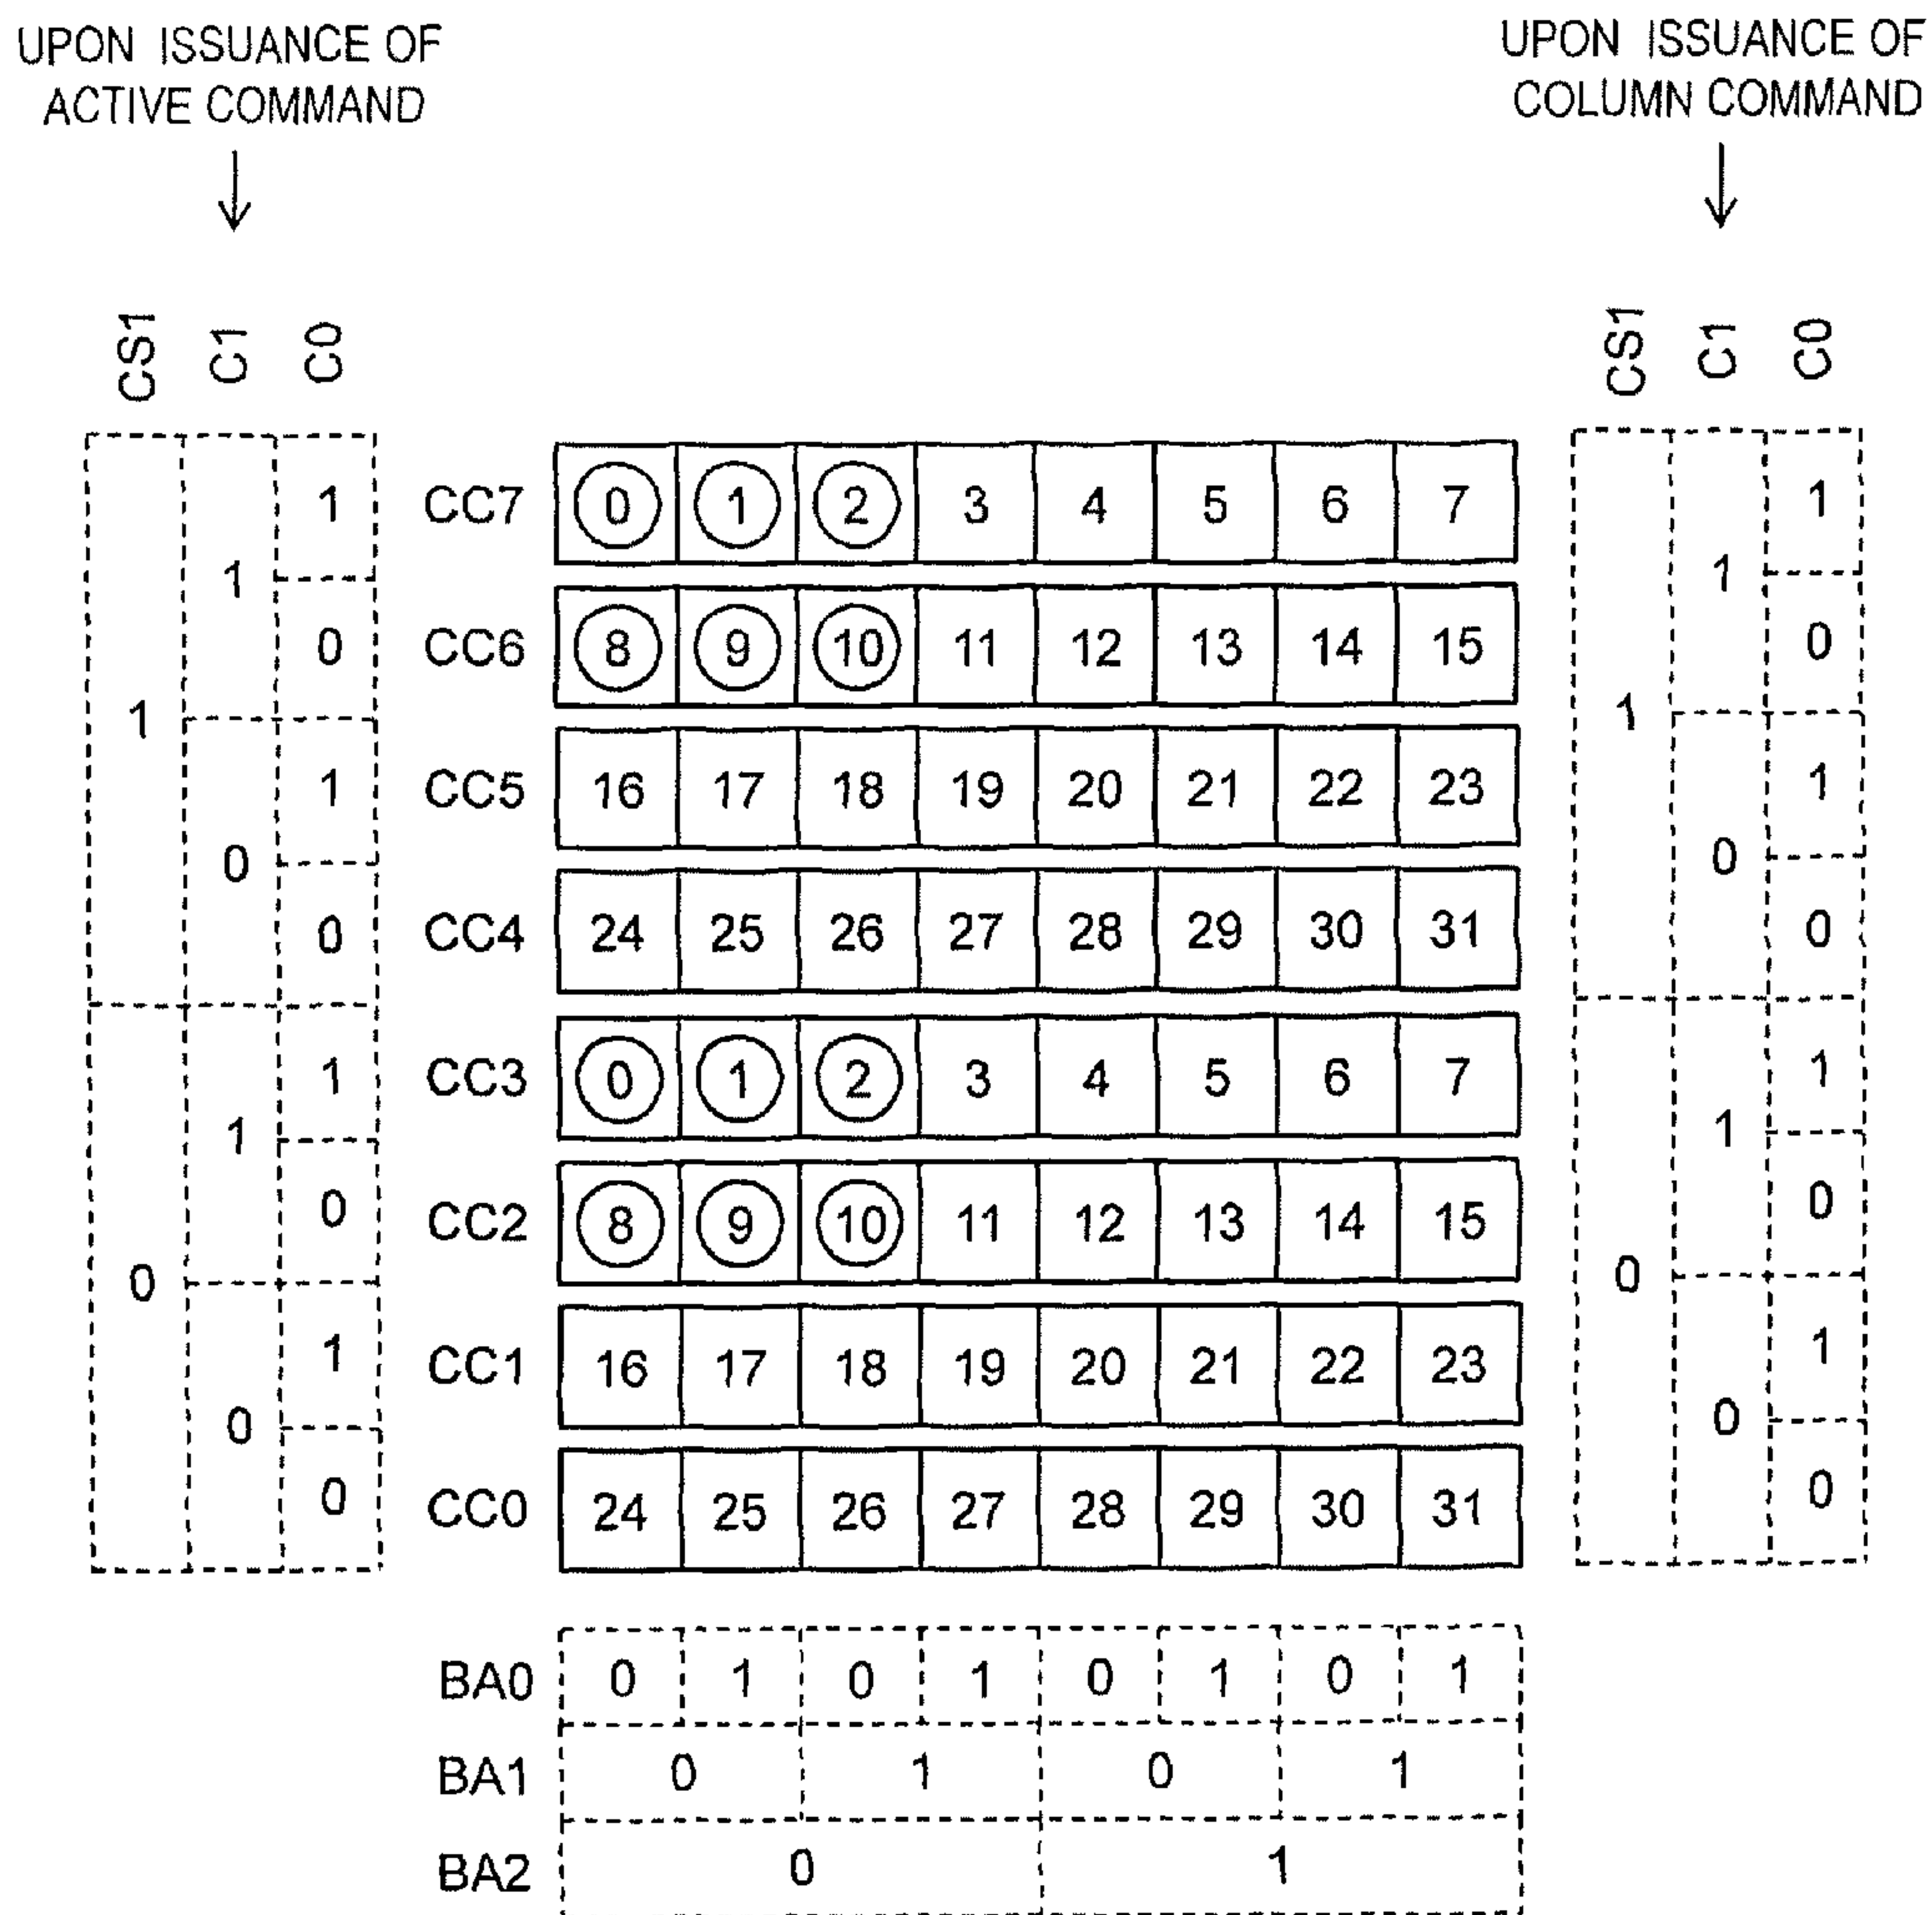 UPON ISSUANCE OF
ACTIVE COMMAND
UPON ISSUANCE OF
COLUMN COMMAND
CS1 C1 C0
CS1 C1 C0
1 1 1 CC7 0 1 2 3 4 5 6 7 1 1 1
0 CC6 8 9 10 11 12 13 14 15 0
0 1 CC5 16 17 18 19 20 21 22 23 0 1
0 CC4 24 25 26 27 28 29 30 31 0
0 1 1 CC3 0 1 2 3 4 5 6 7 0 1 1
0 CC2 8 9 10 11 12 13 14 15 0
0 1 CC1 16 17 18 19 20 21 22 23 0 1
0 CC0 24 25 26 27 28 29 30 31 0
BA0 0 1 0 1 0 1 0 1
BA1 0 1 0 1
BA2 0 1